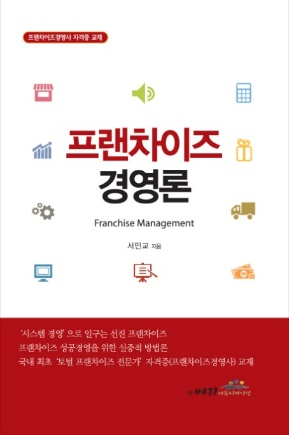 프랜차이즈경영사 자격증 교재
프랜차이즈
경영론
Franchise Management
서민교 지음
'시스템 경영'으로 일구는 선진 프랜차이즈
프랜차이즈 성공경영을 위한 실증적 방법론
국내 최초 '토털 프랜차이즈 전문가' 자격증(프랜차이즈경영사) 교재